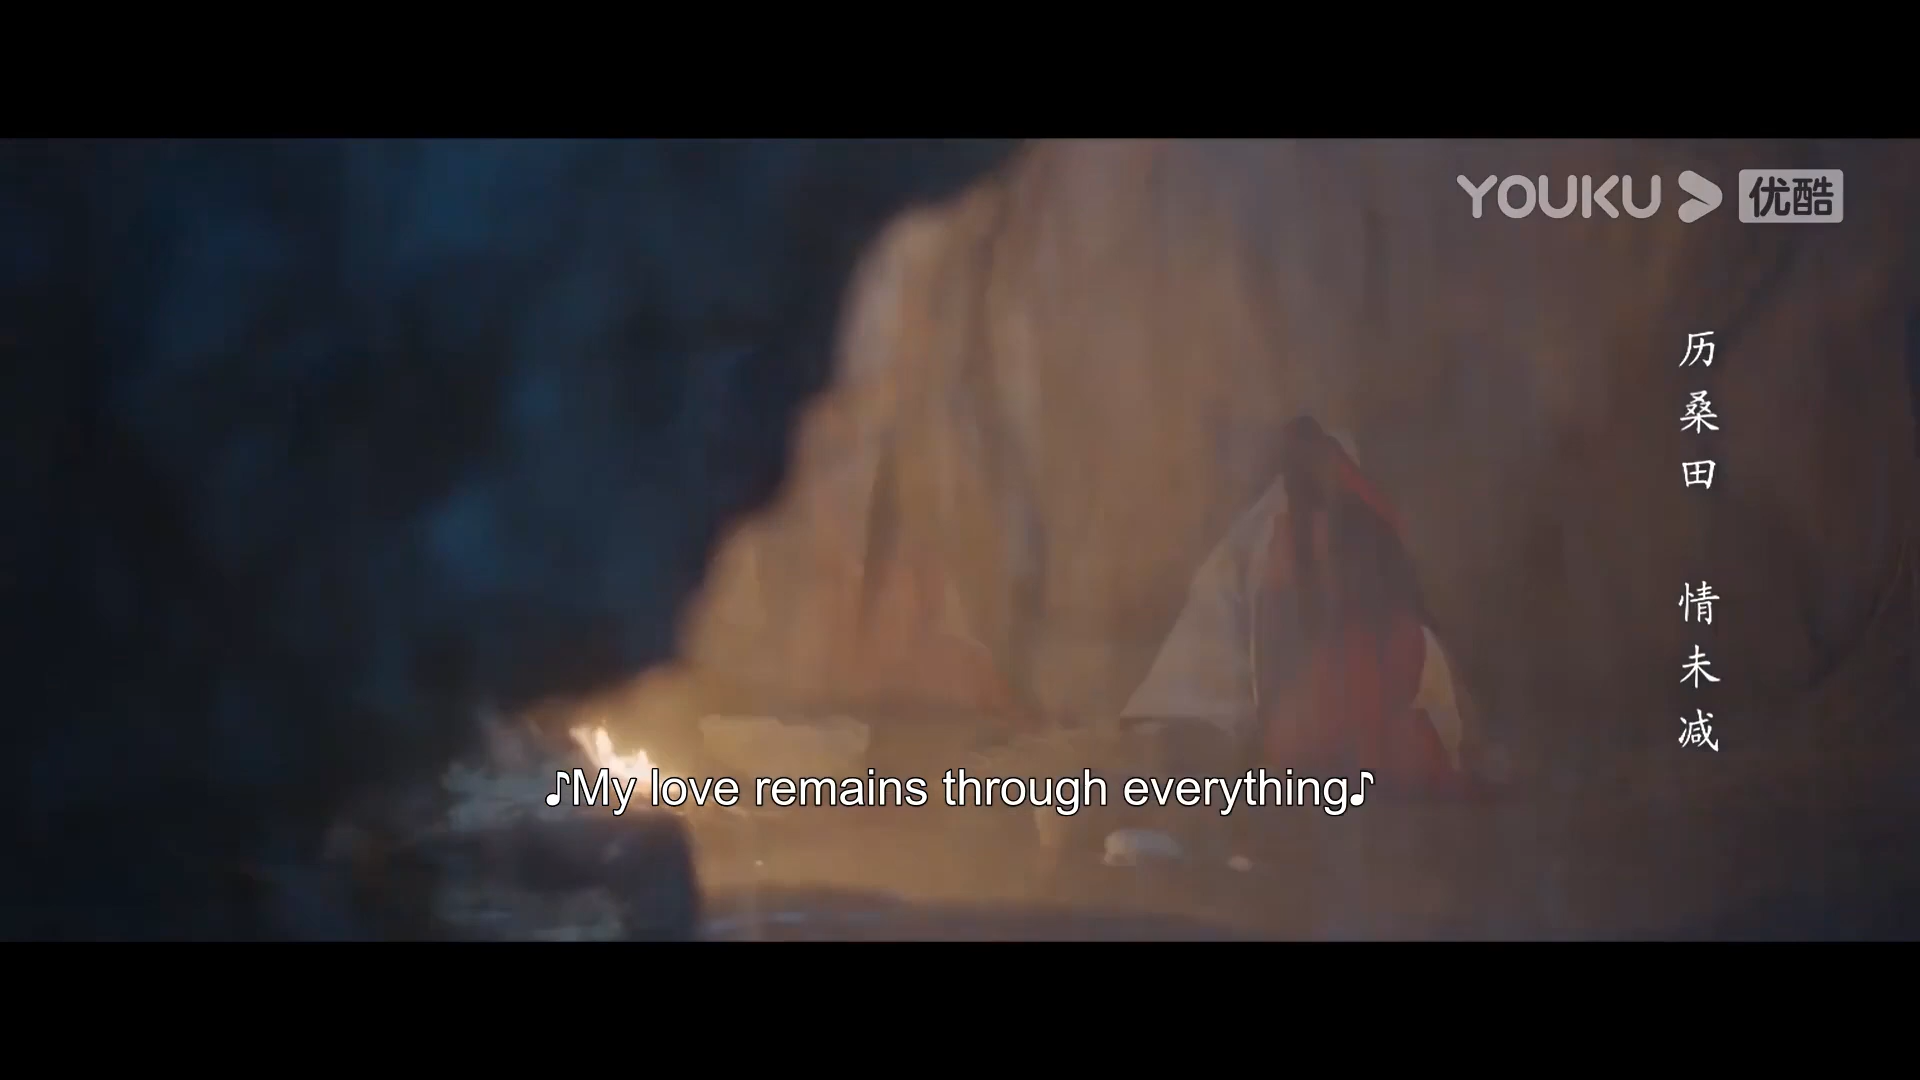 YOUKU 优酷
历桑田 情未减
♪My love remains through everything♪